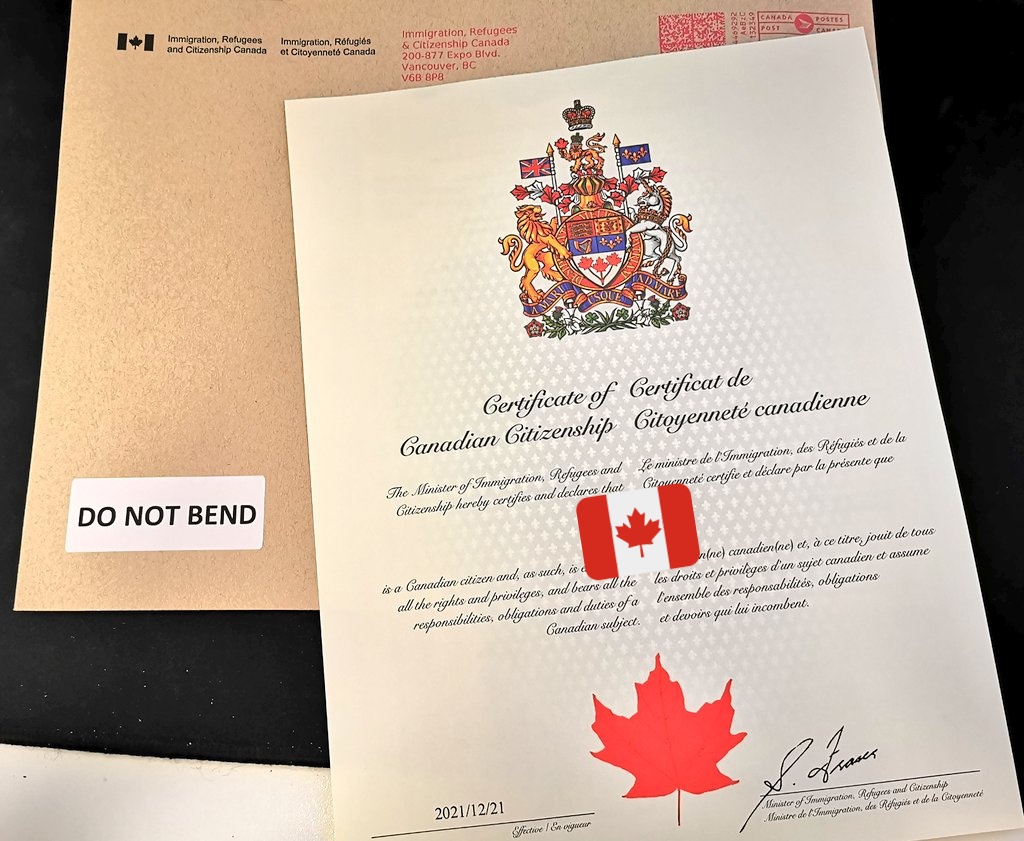 Immigration, Refugees
and Citizenship Canada
Immigration, Réfugiés
et Citoyenneté Canada
Immigration, Refugees
& Citizenship Canada
200-877 Expo Blvd.
Vancouver, BC
V6B 8P8
CANADA POSTES
POST
DO NOT BEND
A MARI USQUE AD MARE
Certificate of
Canadian Citizenship
Certificat de
Citoyenneté canadienne
The Minister of Immigration, Refugees and
Citizenship hereby certifies and declares that
Le ministre de l'Immigration, des Réfugiés et de la
Citoyenneté certifie et déclare par la présente que
is a Canadian citizen and, as such, is
all the rights and privileges, and bears all the
responsibilities, obligations and duties of a
Canadian subject.
(ne) canadien(ne) et, à ce titre, jouit de tous
les droits et privilèges d'un sujet canadien et assume
l'ensemble des responsabilités, obligations
et devoirs qui lui incombent.
2021/12/21
Effective / En vigueur
S. Fraser
Minister of Immigration, Refugees and Citizenship
Ministre de l'Immigration, des Réfugiés et de la Citoyenneté